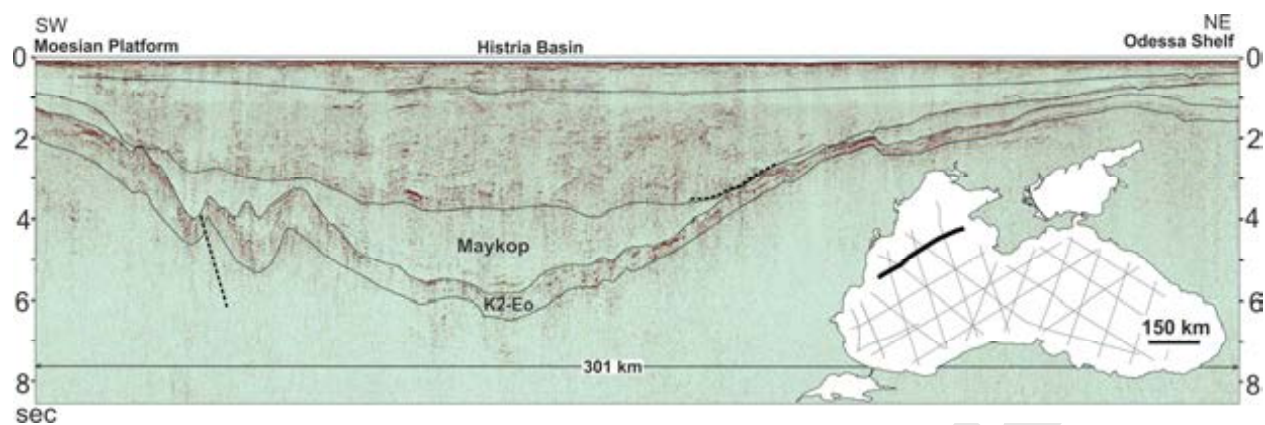 SW NE
Moesian Platform Histria Basin Odessa Shelf
0 0
2 2
4 4
Maykop
6 K2-Eo 6
150 km
301 km
8 8
sec